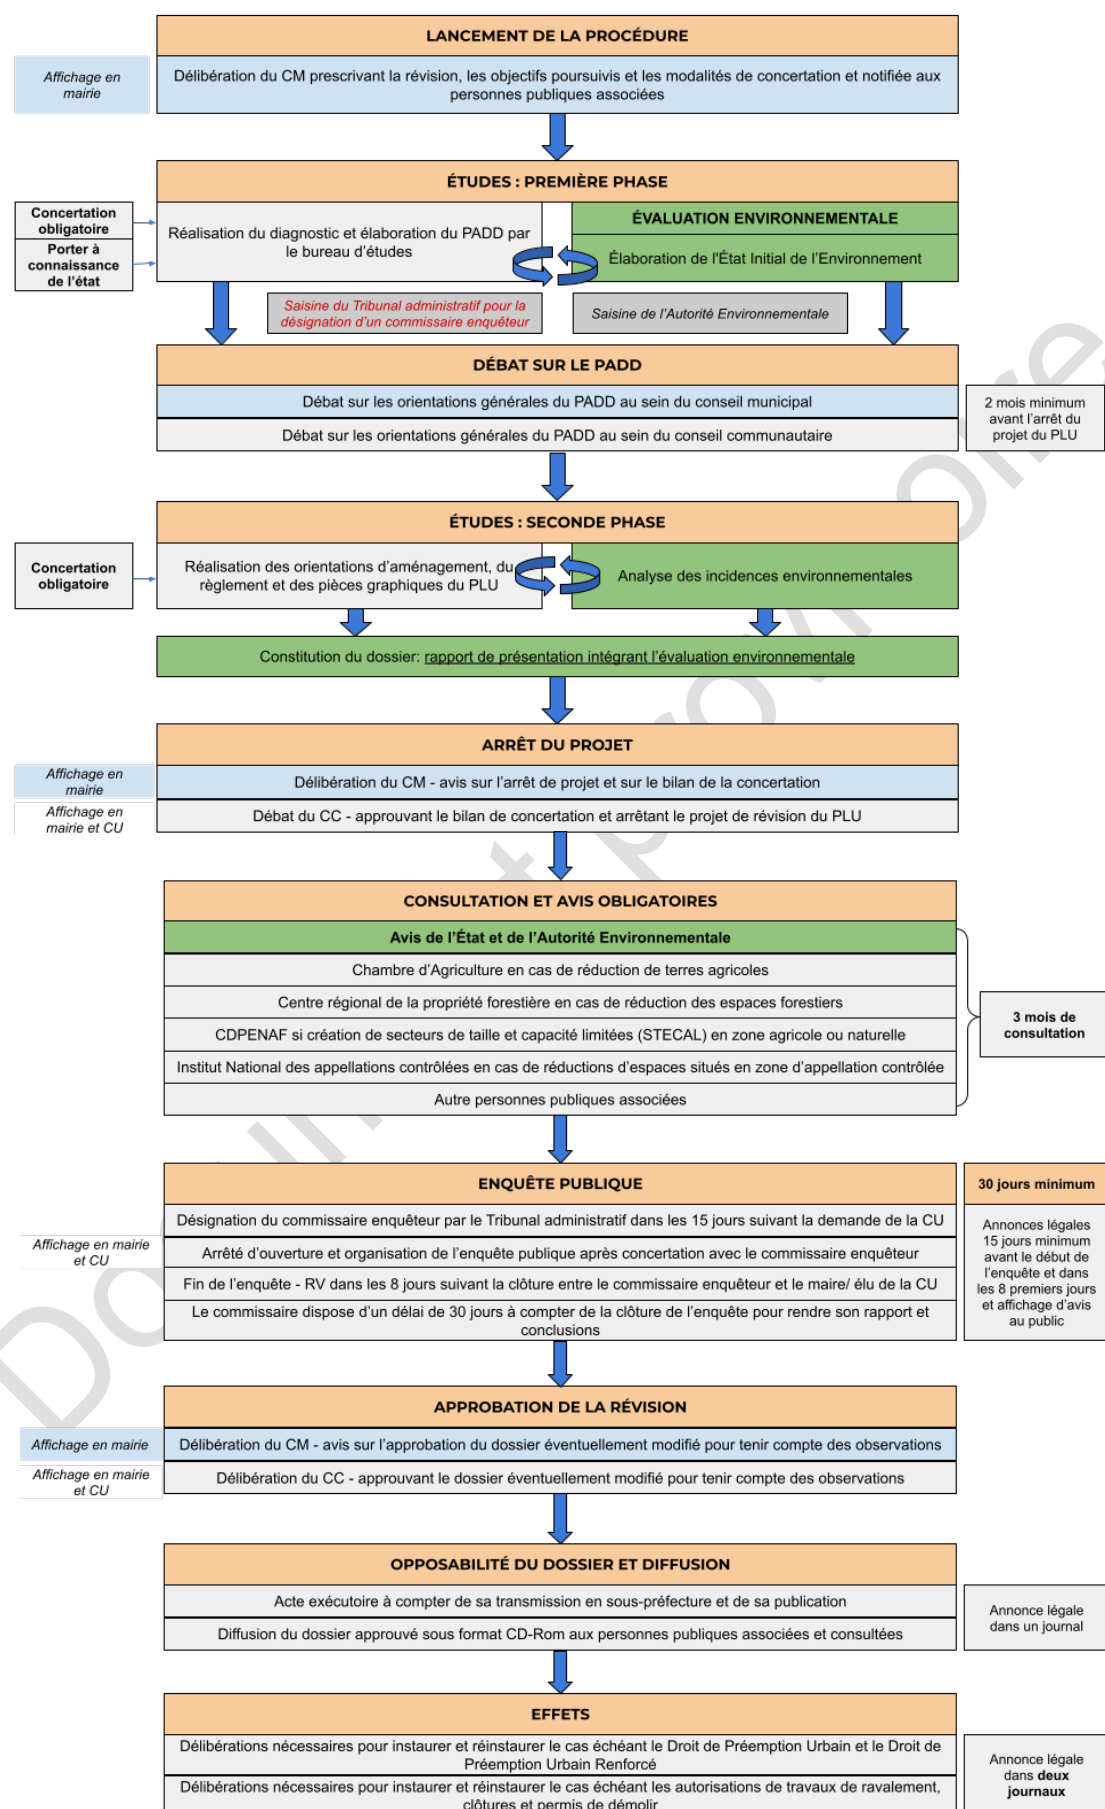 LANCEMENT DE LA PROCÉDURE
Affichage en
mairie
Délibération du CM prescrivant la révision, les objectifs poursuivis et les modalités de concertation et notifiée aux
personnes publiques associées
ÉTUDES : PREMIÈRE PHASE
Concertation
obligatoire
Porter à
connaissance
de l'état
Réalisation du diagnostic et élaboration du PADD par
le bureau d'études
ÉVALUATION ENVIRONNEMENTALE
Élaboration de l'État Initial de l'Environnement
Saisine du Tribunal administratif pour la
désignation d'un commissaire enquêteur
Saisine de l'Autorité Environnementale
DÉBAT SUR LE PADD
Débat sur les orientations générales du PADD au sein du conseil municipal
Débat sur les orientations générales du PADD au sein du conseil communautaire
2 mois minimum
avant l'arrêt du
projet du PLU
ÉTUDES : SECONDE PHASE
Concertation
obligatoire
Réalisation des orientations d'aménagement, du
règlement et des pièces graphiques du PLU
Analyse des incidences environnementales
Constitution du dossier: rapport de présentation intégrant l'évaluation environnementale
ARRÊT DU PROJET
Affichage en
mairie
Délibération du CM - avis sur l'arrêt de projet et sur le bilan de la concertation
Affichage en
mairie et CU
Débat du CC - approuvant le bilan de concertation et arrêtant le projet de révision du PLU
CONSULTATION ET AVIS OBLIGATOIRES
Avis de l'État et de l'Autorité Environnementale
Chambre d'Agriculture en cas de réduction de terres agricoles
Centre régional de la propriété forestière en cas de réduction des espaces forestiers
CDPENAF si création de secteurs de taille et capacité limitées (STECAL) en zone agricole ou naturelle
Institut National des appellations contrôlées en cas de réductions d'espaces situés en zone d'appellation contrôlée
Autre personnes publiques associées
3 mois de
consultation
ENQUÊTE PUBLIQUE
Désignation du commissaire enquêteur par le Tribunal administratif dans les 15 jours suivant la demande de la CU
Affichage en mairie
et CU
Arrêté d'ouverture et organisation de l'enquête publique après concertation avec le commissaire enquêteur
Fin de l'enquête - RV dans les 8 jours suivant la clôture entre le commissaire enquêteur et le maire/ élu de la CU
Le commissaire dispose d'un délai de 30 jours à compter de la clôture de l'enquête pour rendre son rapport et
conclusions
30 jours minimum
Annonces légales
15 jours minimum
avant le début de
l'enquête et dans
les 8 premiers jours
et affichage d'avis
au public
APPROBATION DE LA RÉVISION
Affichage en mairie
Délibération du CM - avis sur l'approbation du dossier éventuellement modifié pour tenir compte des observations
Affichage en mairie
et CU
Délibération du CC - approuvant le dossier éventuellement modifié pour tenir compte des observations
OPPOSABILITÉ DU DOSSIER ET DIFFUSION
Acte exécutoire à compter de sa transmission en sous-préfecture et de sa publication
Diffusion du dossier approuvé sous format CD-Rom aux personnes publiques associées et consultées
Annonce légale
dans un journal
EFFETS
Délibérations nécessaires pour instaurer et réinstaurer le cas échéant le Droit de Préemption Urbain et le Droit de
Préemption Urbain Renforcé
Délibérations nécessaires pour instaurer et réinstaurer le cas échéant les autorisations de travaux de ravalement,
clôtures et permis de démolir
Annonce légale
dans deux
journaux